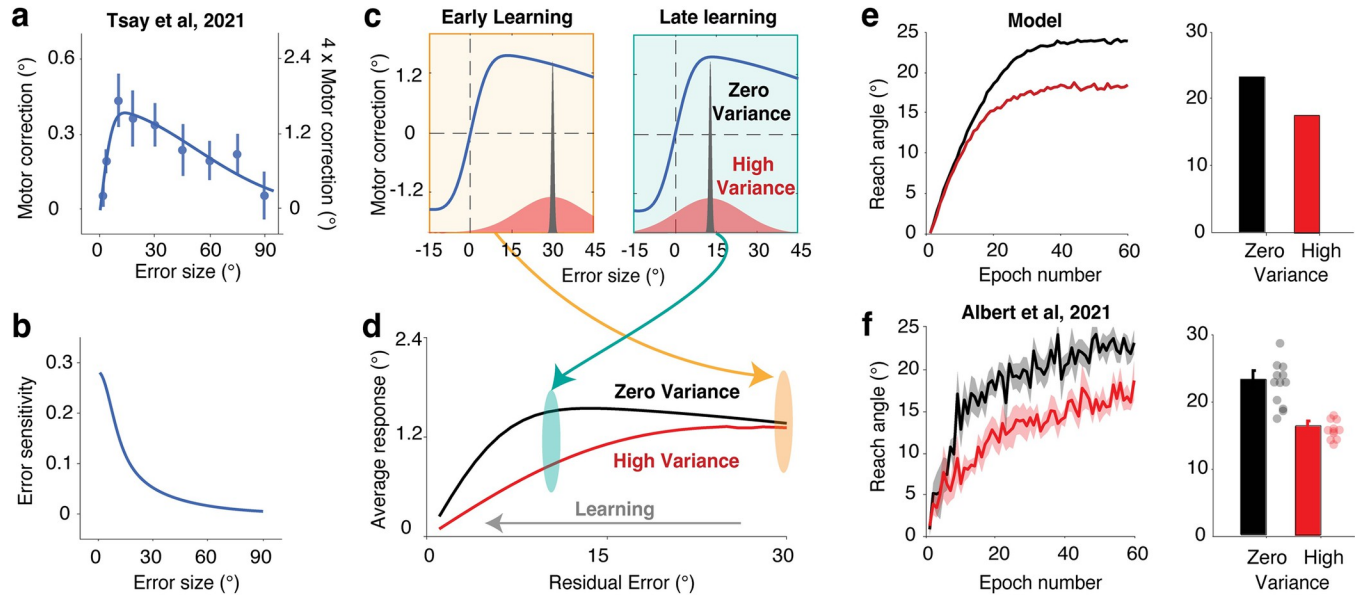 a
Tsay et al, 2021
Motor correction (°)
0.6
0.3
0
2.4
1.2
0
4 x Motor correction (°)
0 30 60 90
Error size (°)
b
Error sensitivity
0.3
0.2
0.1
0
0 30 60 90
Error size (°)
c
Early Learning
Late learning
Motor correction (°)
1.2
0
-1.2
-15 0 15 30 45
Zero
Variance
High
Variance
-15 0 15 30 45
Error size (°)
d
Average response (°)
2.4
1.2
0
Zero Variance
High Variance
Learning
0 15 30
Residual Error (°)
e
Model
Reach angle (°)
25
20
15
10
5
0
0 20 40 60
Epoch number
30
20
10
0
Zero High
Variance
f
Albert et al, 2021
Reach angle (°)
25
20
15
10
5
0
0 20 40 60
Epoch number
30
20
10
0
Zero High
Variance